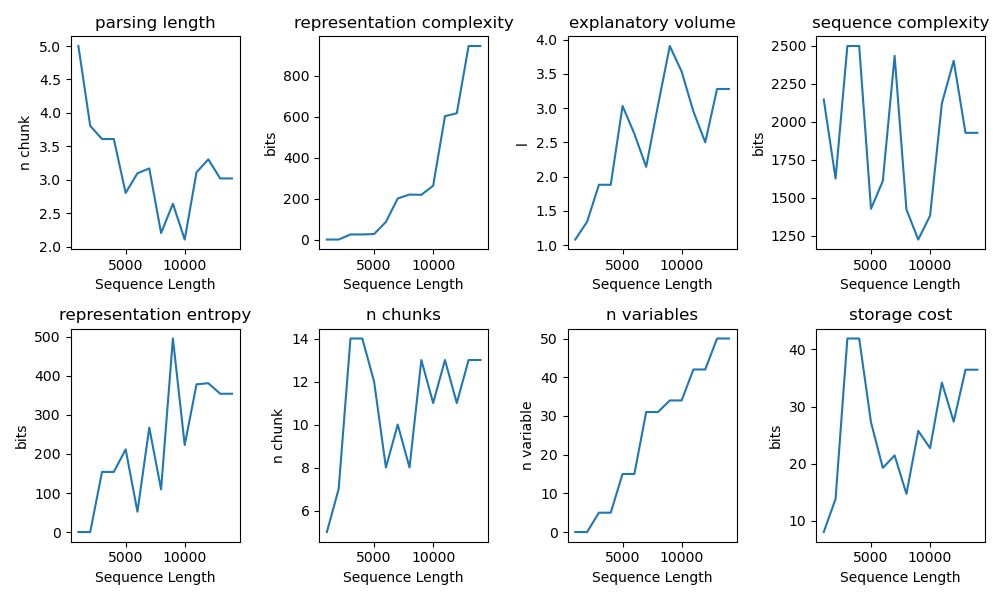 parsing length
n chunk
5.0
4.5
4.0
3.5
3.0
2.5
2.0
5000 10000
Sequence Length
representation complexity
bits
800
600
400
200
0
5000 10000
Sequence Length
explanatory volume
l
4.0
3.5
3.0
2.5
2.0
1.5
1.0
5000 10000
Sequence Length
sequence complexity
bits
2500
2250
2000
1750
1500
1250
5000 10000
Sequence Length
representation entropy
bits
500
400
300
200
100
0
5000 10000
Sequence Length
n chunks
n chunk
14
12
10
8
6
5000 10000
Sequence Length
n variables
n variable
50
40
30
20
10
0
5000 10000
Sequence Length
storage cost
bits
40
30
20
10
5000 10000
Sequence Length